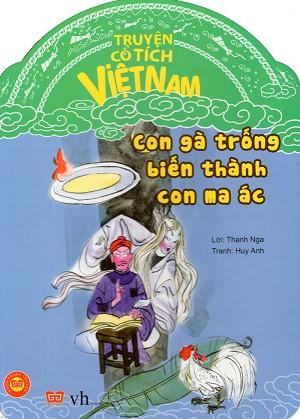 TRUYỆN
CỔ TÍCH
VIỆT NAM
Con gà trống
biến thành
con ma ác
Lời: Thanh Nga
Tranh: Huy Anh
vh